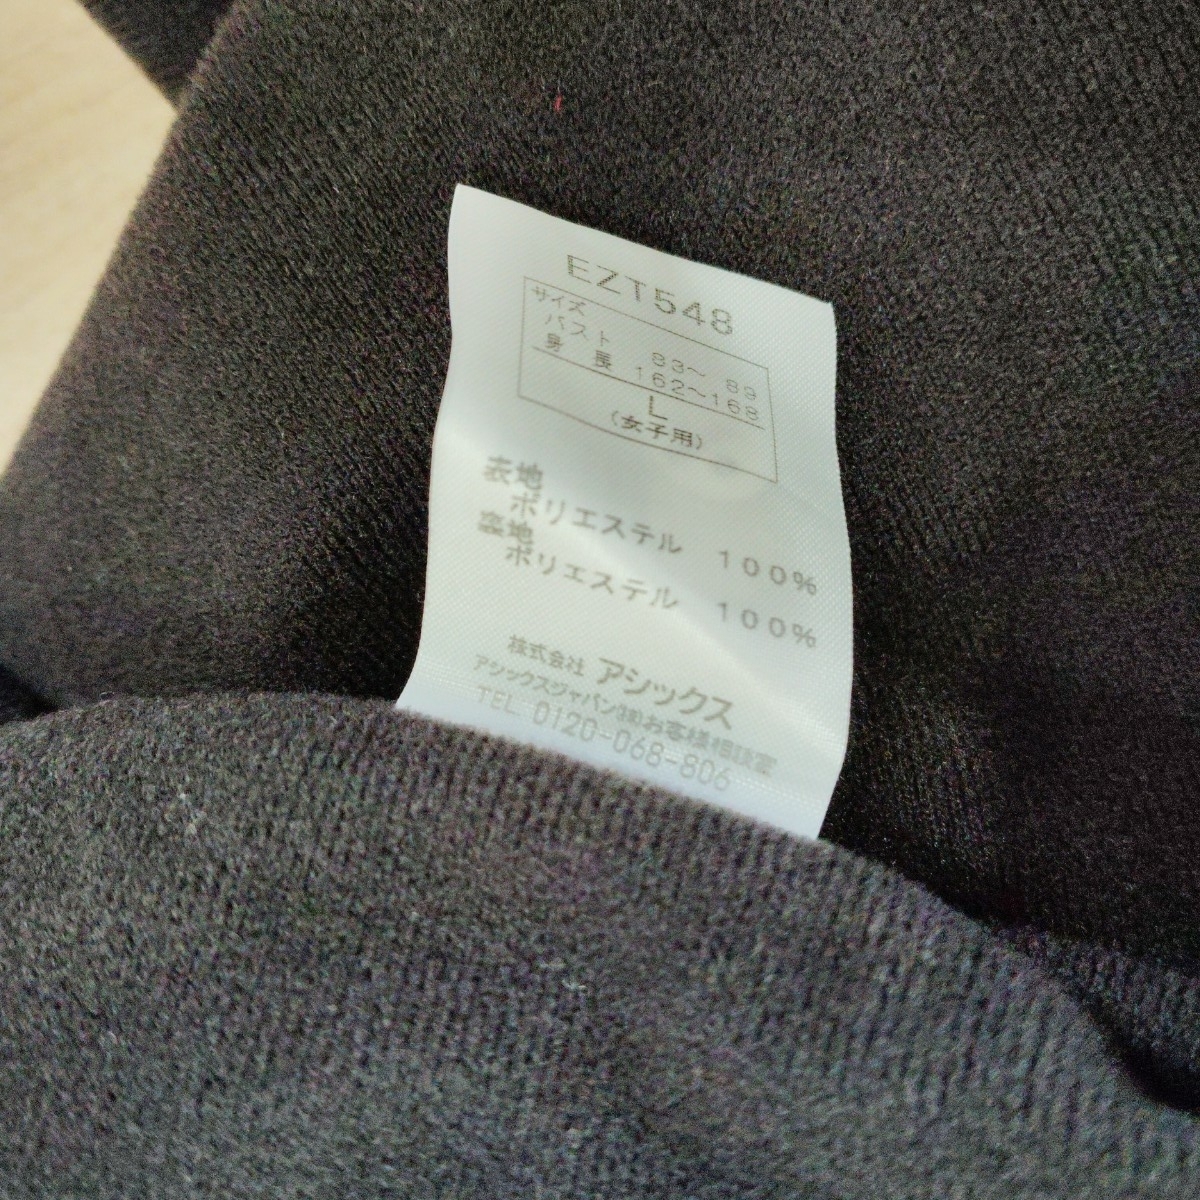 EZT548
サイズ
バスト 83～ 89
身 長 162～168
L
(女子用)
表地
ポリエステル 100%
裏地
ポリエステル 100%
株式会社 アシックス
アシックスジャパン(株)お客様相談室
TEL 0120-068-806